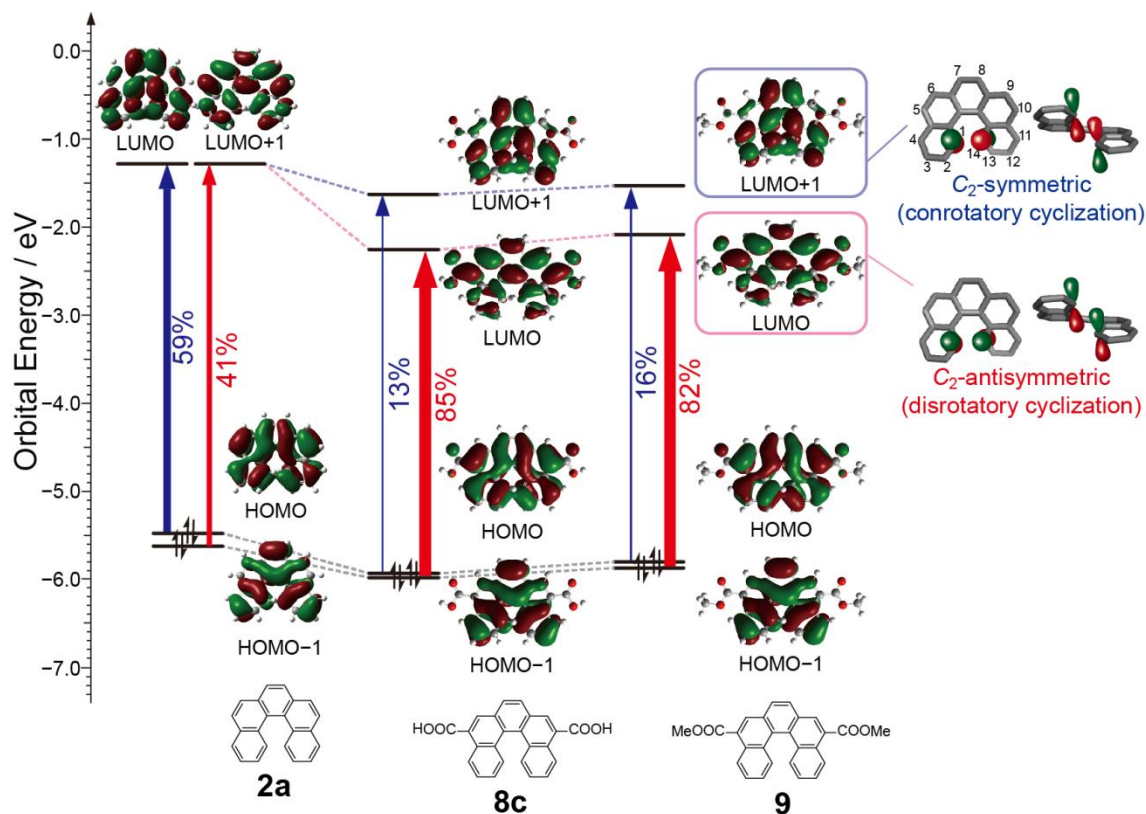 Orbital Energy / eV
0.0
−1.0
−2.0
−3.0
−4.0
−5.0
−6.0
−7.0
LUMO
LUMO+1
59%
41%
HOMO
HOMO−1
2a
LUMO+1
LUMO
13%
85%
HOMO
HOMO−1
HOOC
COOH
8c
LUMO+1
LUMO
16%
82%
HOMO
HOMO−1
MeOOC
COOMe
9
7 8
6 9
5 10
4 1 11
14
3 2 13 12
C2-symmetric
(conrotatory cyclization)
C2-antisymmetric
(disrotatory cyclization)